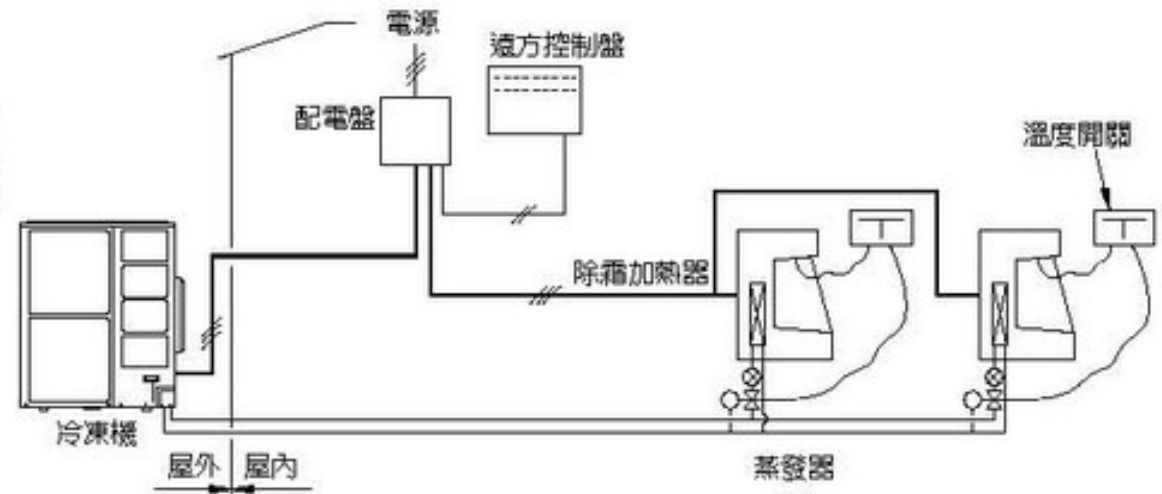 電源
遠方控制盤
配電盤
溫度開關
除霜加熱器
冷凍機
蒸發器
屋外
屋內